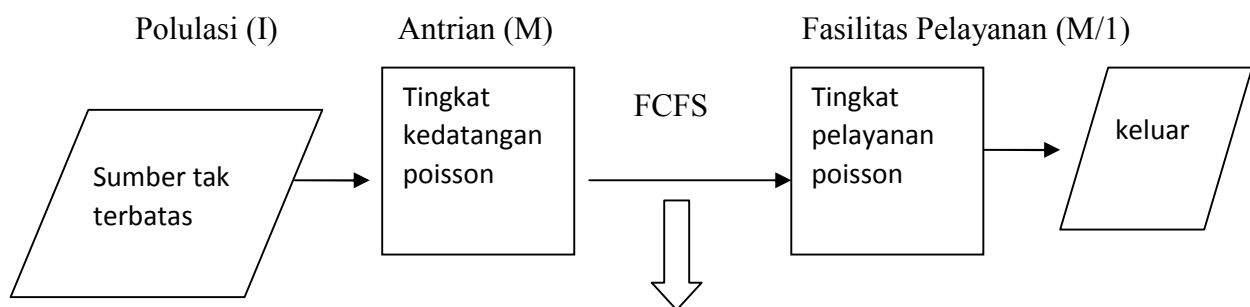 Polulasi (I)
Antrian (M)
Fasilitas Pelayanan (M/1)
Sumber tak
terbatas
Tingkat
kedatangan
poisson
FCFS
Tingkat
pelayanan
poisson
keluar